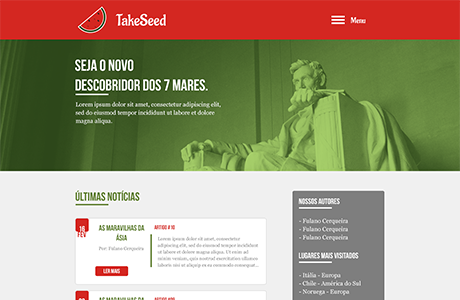 TakeSeed
Menu
SEJA O NOVO
DESCOBRIDOR DOS 7 MARES.
Lorem ipsum dolor sit amet, consectetur adipiscing elit,
sed do eiusmod tempor incididunt ut labore et dolore
magna aliqua.
ÚLTIMAS NOTÍCIAS
16
FEV
AS MARAVILHAS DA
ÁSIA
Por: Fulano Cerqueira
LER MAIS
ARTIGO #10
Lorem ipsum dolor sit amet, consectetur adipiscing
elit, sed do eiusmod tempor incididunt ut
labore et dolore magna aliqua. Ut enim ad
minim veniam, quis nostrud exercitation ullamco
laboris nisi ut aliquip ex ea commodo consequat...
AS MARAVILHAS DA
NOSSOS AUTORES
- Fulano Cerqueira
- Fulano Cerqueira
- Fulano Cerqueira
LUGARES MAIS VISITADOS
- Itália - Europa
- Chile - América do Sul
- Noruega - Europa